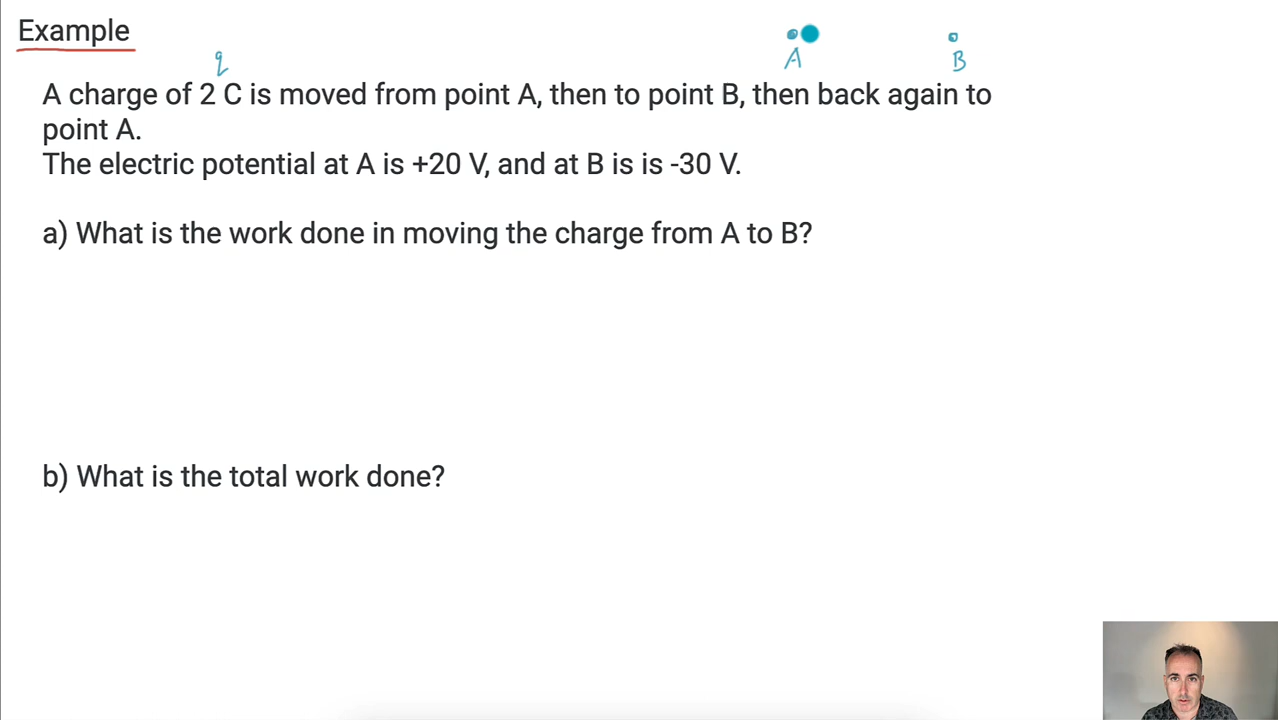 Example
q
A B
A charge of 2 C is moved from point A, then to point B, then back again to
point A.
The electric potential at A is +20 V, and at B is is -30 V.
a) What is the work done in moving the charge from A to B?
b) What is the total work done?